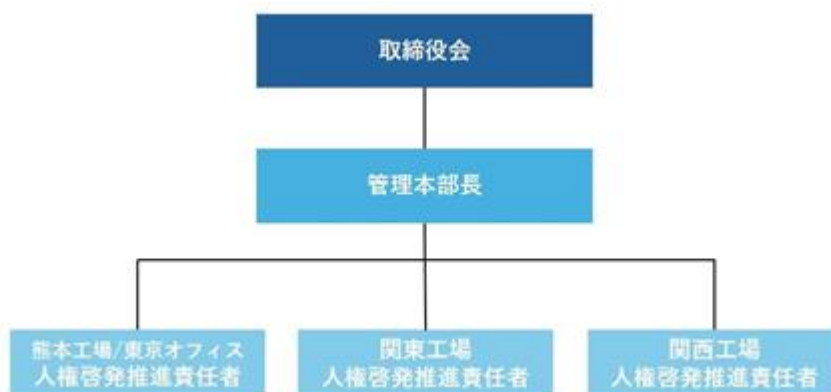 取締役会
管理本部長
熊本工場/東京オフィス
人権啓発推進責任者
関東工場
人権啓発推進責任者
関西工場
人権啓発推進責任者